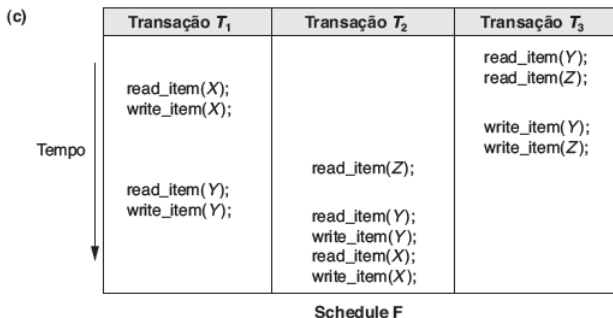 (c)
Transação T₁ Transação T₂ Transação T₃
read_item(Y);
read_item(Z);
read_item(X);
write_item(X);
write_item(Y);
write_item(Z);
Tempo
read_item(Z);
read_item(Y);
write_item(Y);
read_item(Y);
write_item(Y);
read_item(X);
write_item(X);
Schedule F